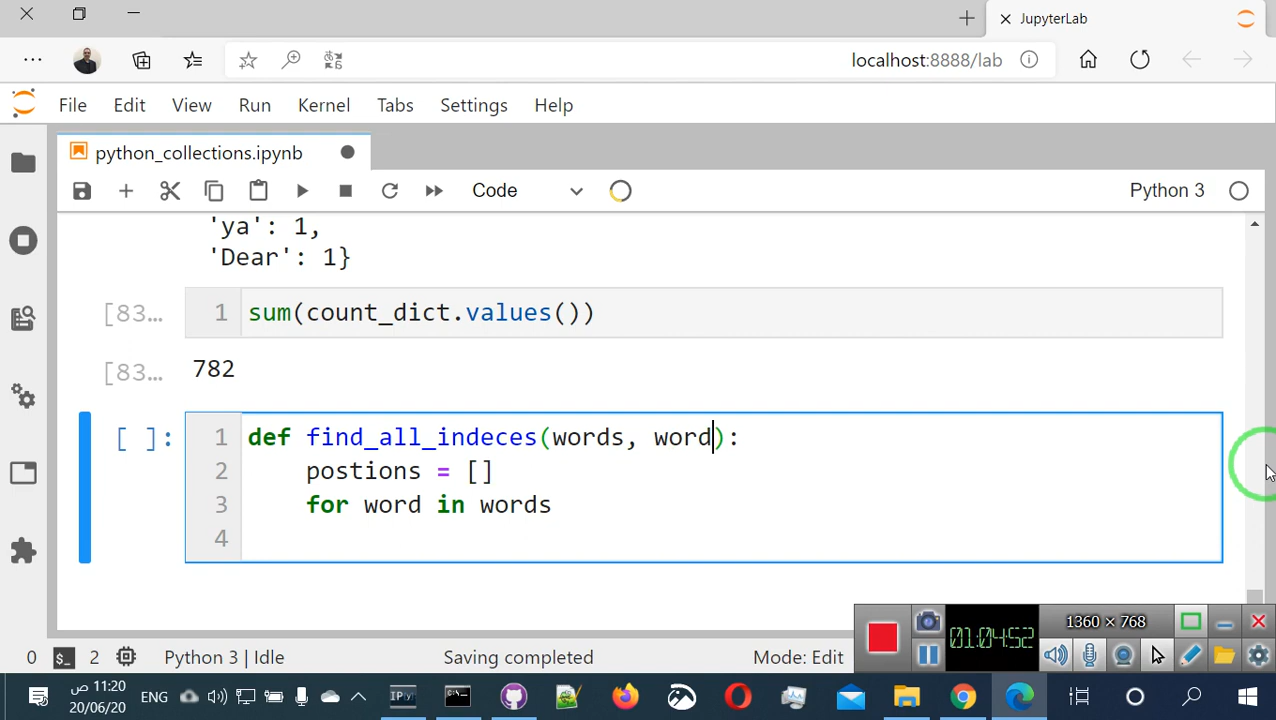 JupyterLab
localhost:8888/lab
File Edit View Run Kernel Tabs Settings Help
python_collections.ipynb
Code
Python 3
'ya': 1,
'Dear': 1}
[83… 1 sum(count_dict.values())
[83… 782
[ ]: 1 def find_all_indeces(words, word):
2 postions = []
3 for word in words
4
1360 × 768
01:04:52
0 2 Python 3 | Idle Saving completed Mode: Edit
11:20 ص
20/06/20
ENG
IPy